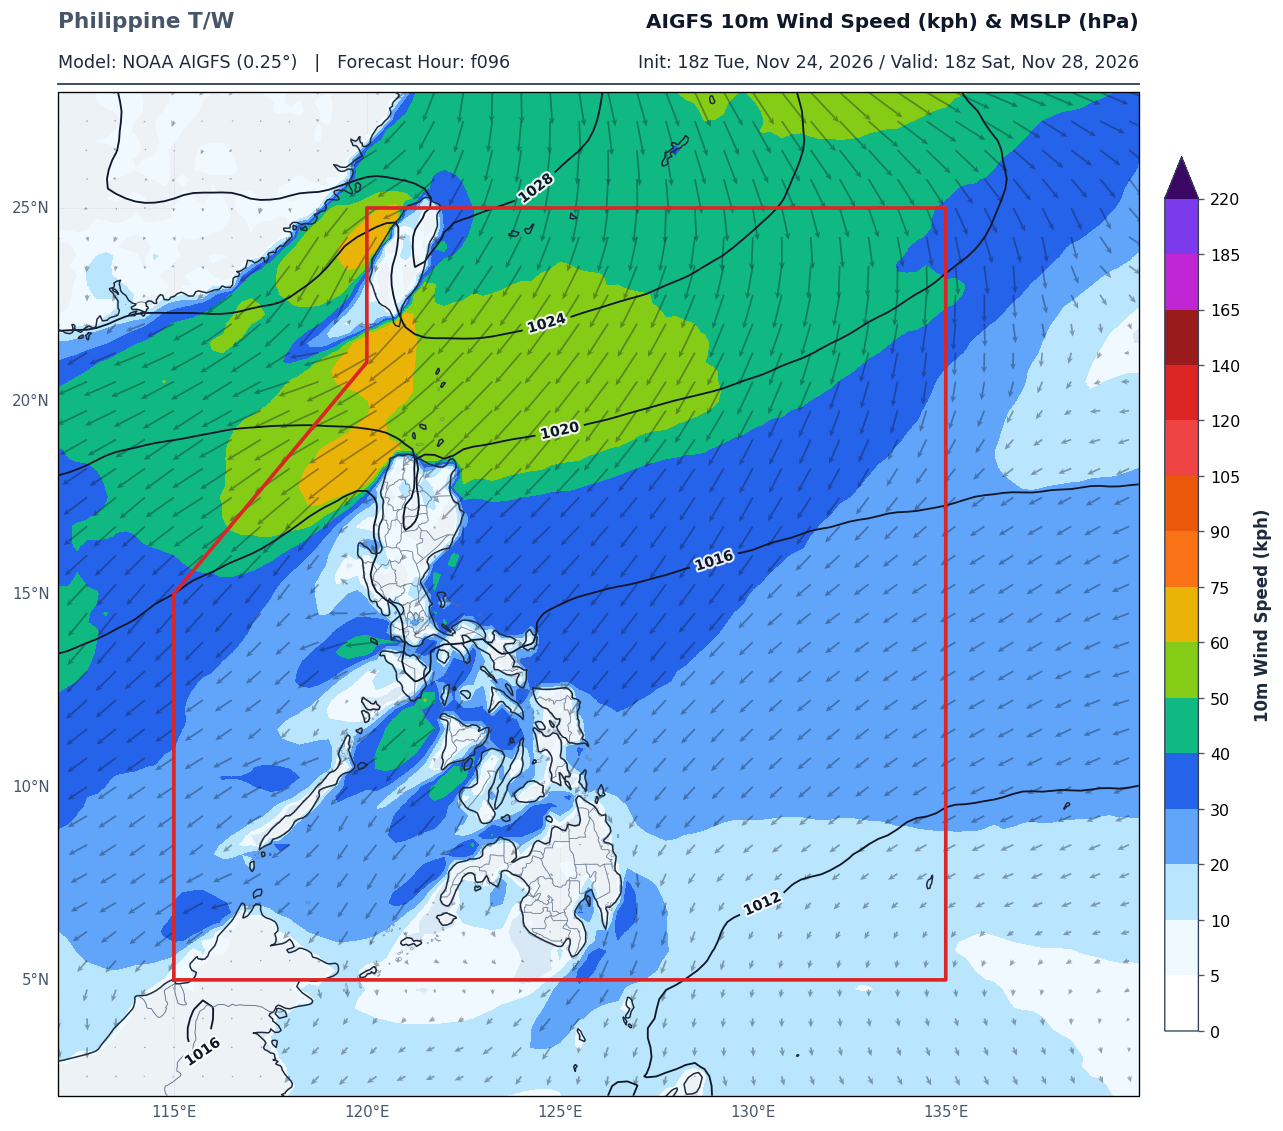 Philippine T/W
AIGFS 10m Wind Speed (kph) & MSLP (hPa)
Model: NOAA AIGFS (0.25°)   |   Forecast Hour: f096
Init: 18z Tue, Nov 24, 2026 / Valid: 18z Sat, Nov 28, 2026
25°N
20°N
15°N
10°N
5°N
115°E
120°E
125°E
130°E
135°E
1028
1024
1020
1016
1012
1016
220
185
165
140
120
105
90
75
60
50
40
30
20
10
5
0
10m Wind Speed (kph)